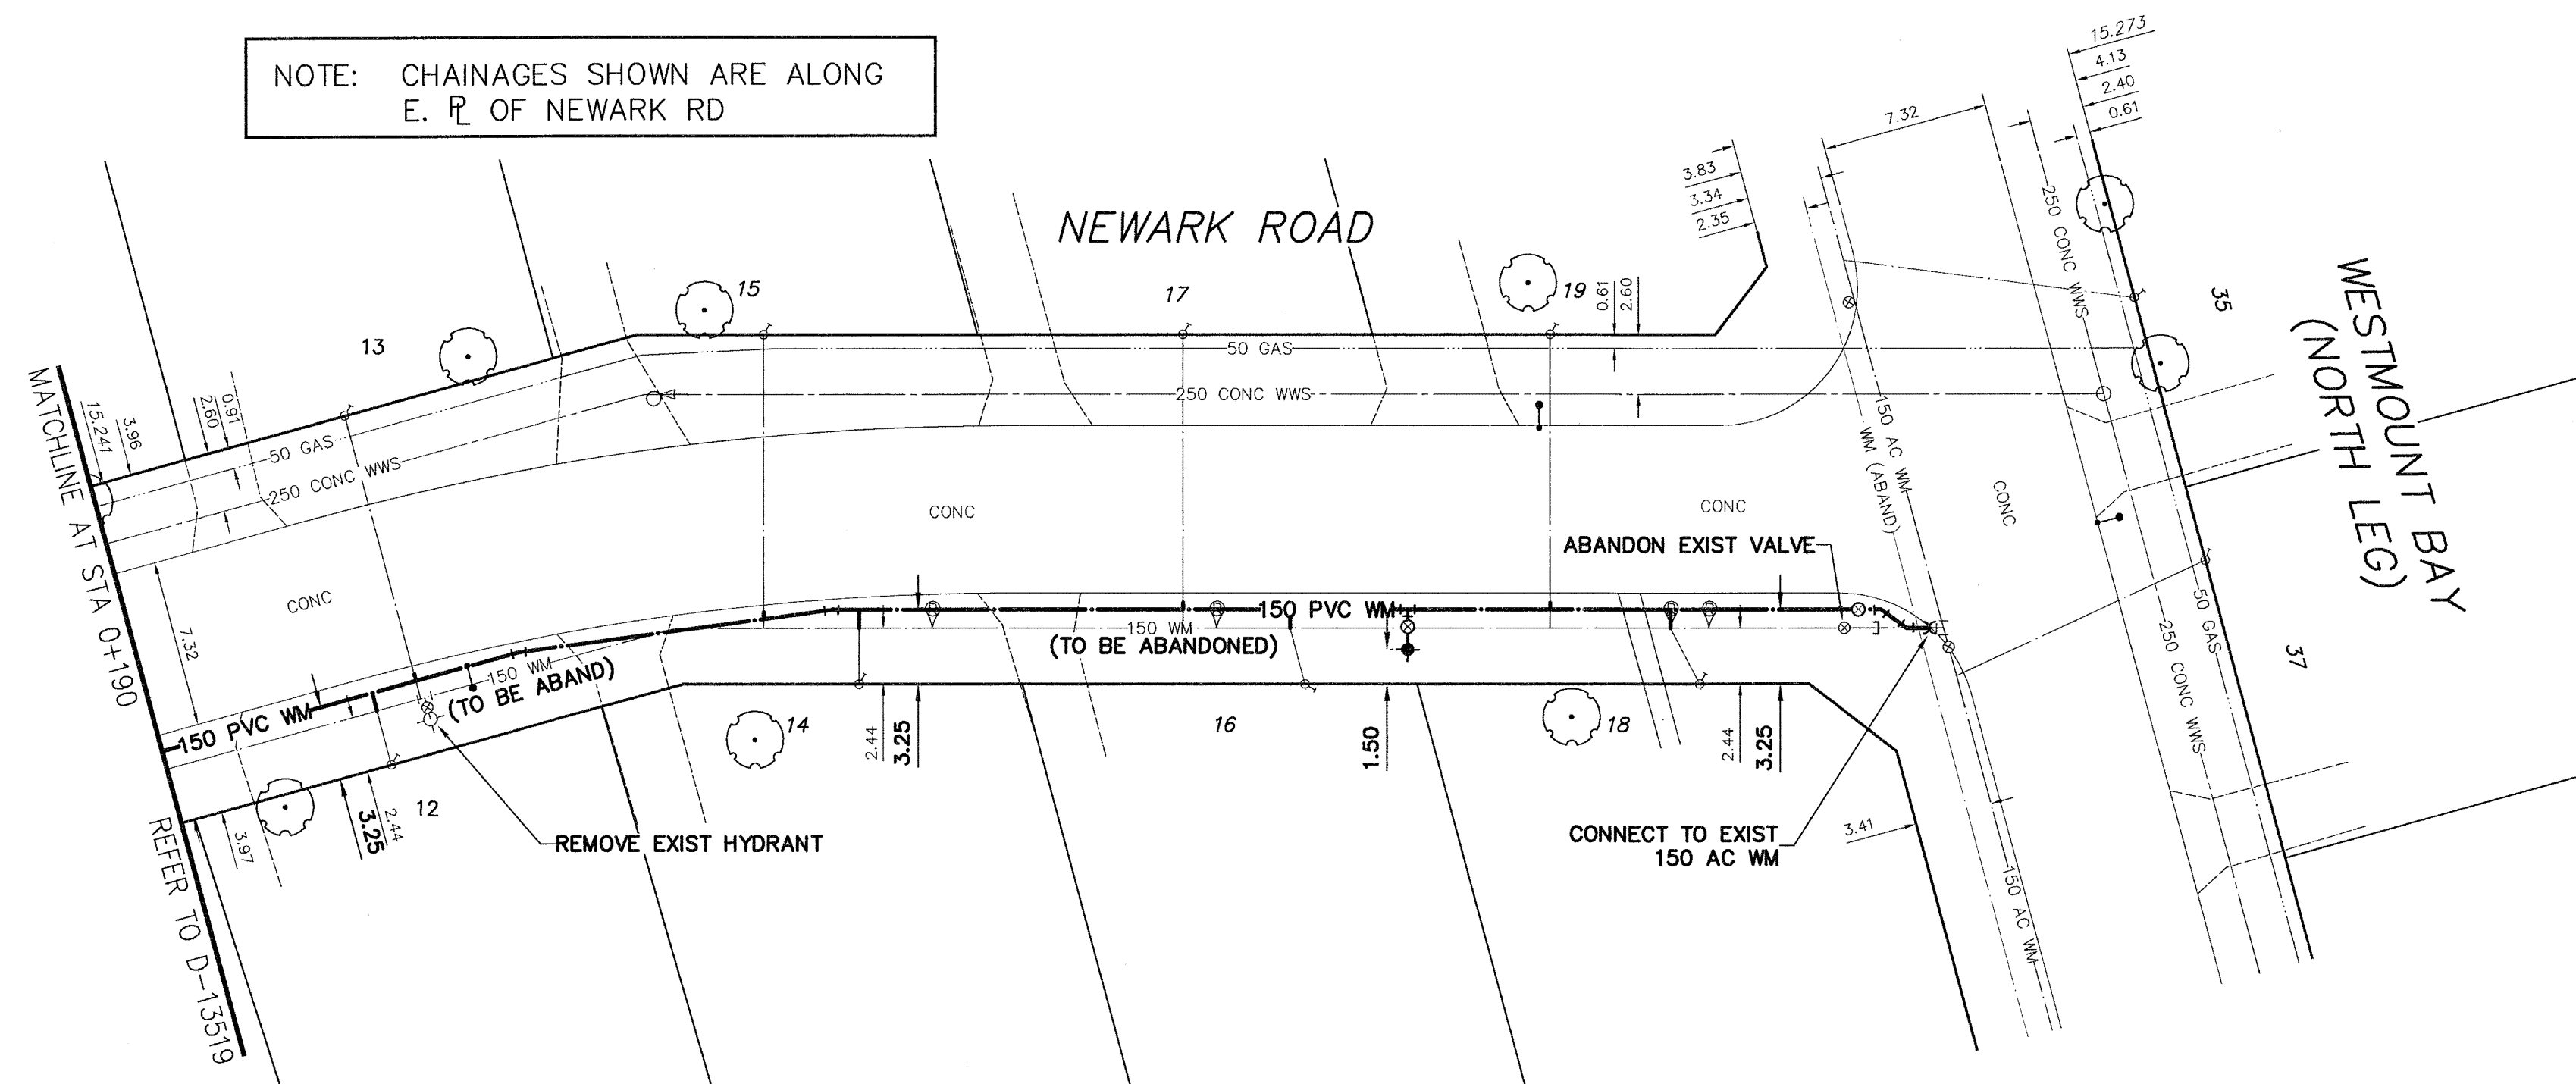 NOTE: CHAINAGES SHOWN ARE ALONG
E. PL OF NEWARK RD
NEWARK ROAD
WESTMOUNT BAY
(NORTH LEG)
MATCHLINE AT STA 0+190
REFER TO D-13519
15.273
4.13
2.40
0.61
7.32
3.83
3.34
2.35
13
15
17
19
0.61
2.60
35
37
15.241
3.96
2.60
0.91
50 GAS
250 CONC WWS
50 GAS
250 CONC WWS
250 CONC WWS
150 AC WM
WM (ABAND)
CONC
CONC
CONC
CONC
7.32
ABANDON EXIST VALVE
150 PVC WM
150 WM
(TO BE ABANDONED)
150 WM
(TO BE ABAND)
150 PVC WM
50 GAS
250 CONC WWS
12
14
16
18
2.44
3.25
1.50
2.44
3.25
3.25
2.44
3.97
REMOVE EXIST HYDRANT
CONNECT TO EXIST
150 AC WM
3.41
150 AC WM